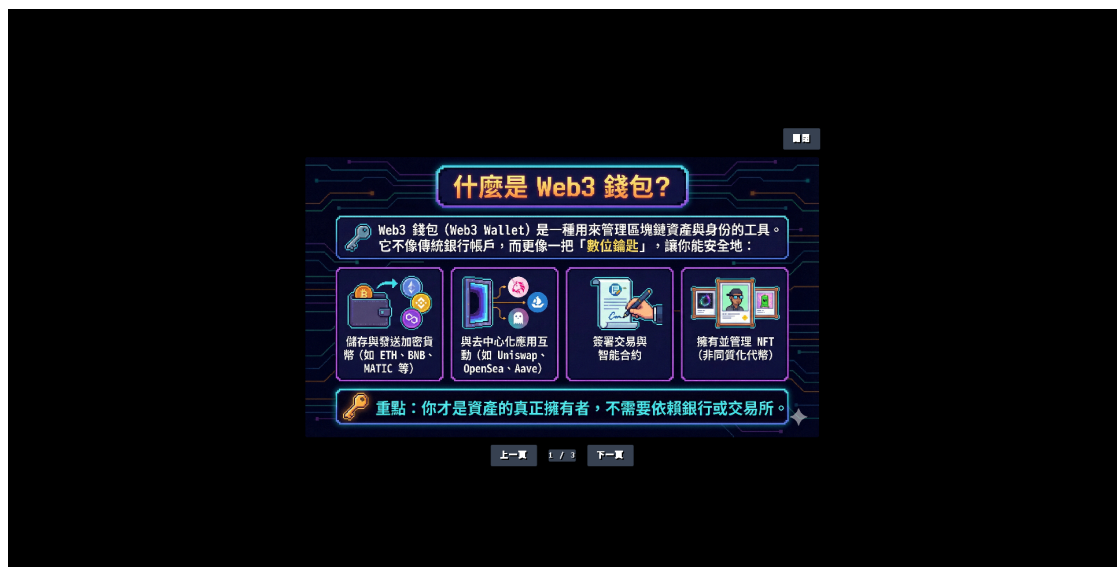 關閉
什麼是 Web3 錢包?
Web3 錢包 (Web3 Wallet) 是一種用來管理區塊鏈資產與身份的工具。
它不像傳統銀行帳戶，而更像一把「數位鑰匙」，讓你能安全地：
儲存與發送加密貨
幣 (如 ETH、BNB、
MATIC 等)
與去中心化應用互
動 (如 Uniswap、
OpenSea、Aave)
簽署交易與
智能合約
擁有並管理 NFT
(非同質化代幣)
重點：你才是資產的真正擁有者，不需要依賴銀行或交易所。
上一頁
1 / 3
下一頁